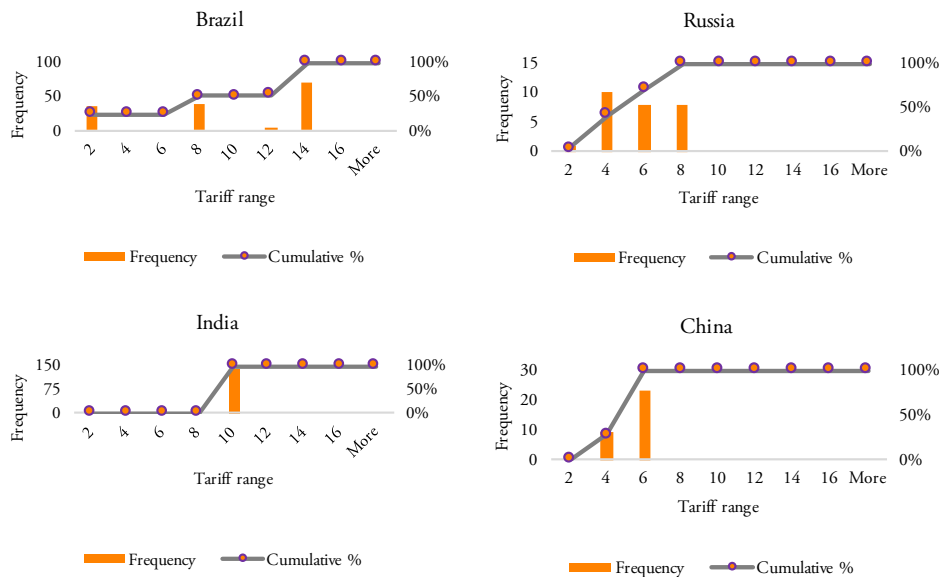 Brazil
100
50
0
100%
50%
0%
Frequency
2 4 6 8 10 12 14 16 More
Tariff range
Frequency Cumulative %
Russia
15
10
5
0
100%
50%
0%
Frequency
2 4 6 8 10 12 14 16 More
Tariff range
Frequency Cumulative %
India
150
75
0
100%
50%
0%
Frequency
2 4 6 8 10 12 14 16 More
Tariff range
Frequency Cumulative %
China
30
20
10
0
100%
50%
0%
Frequency
2 4 6 8 10 12 14 16 More
Tariff range
Frequency Cumulative %